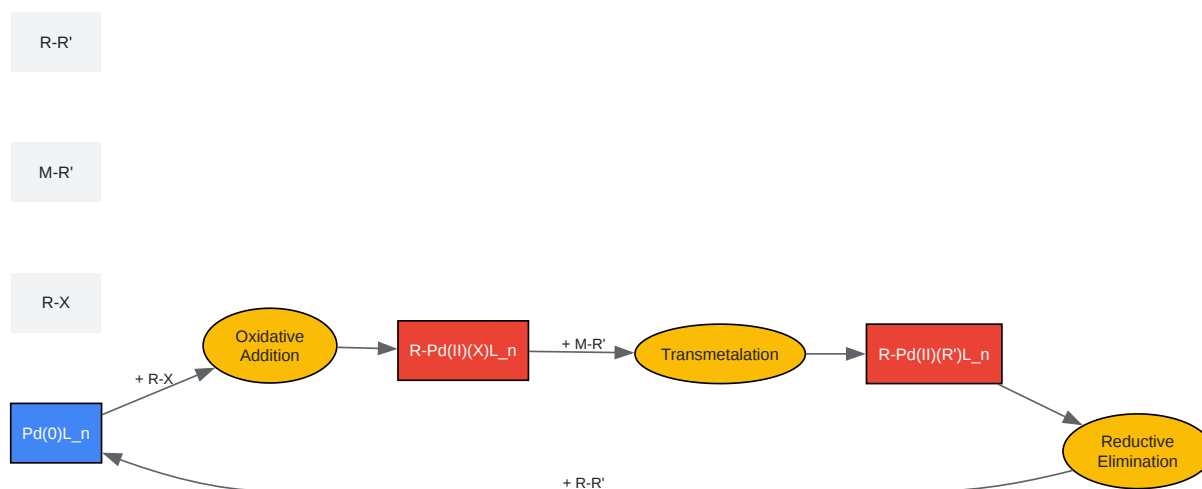 R-R'
M-R'
R-X
Oxidative
Addition
R-Pd(II)(X)L_n
+ M-R'
Transmetalation
R-Pd(II)(R')L_n
+ R-X
Pd(0)L_n
Reductive
Elimination
+ R-R'